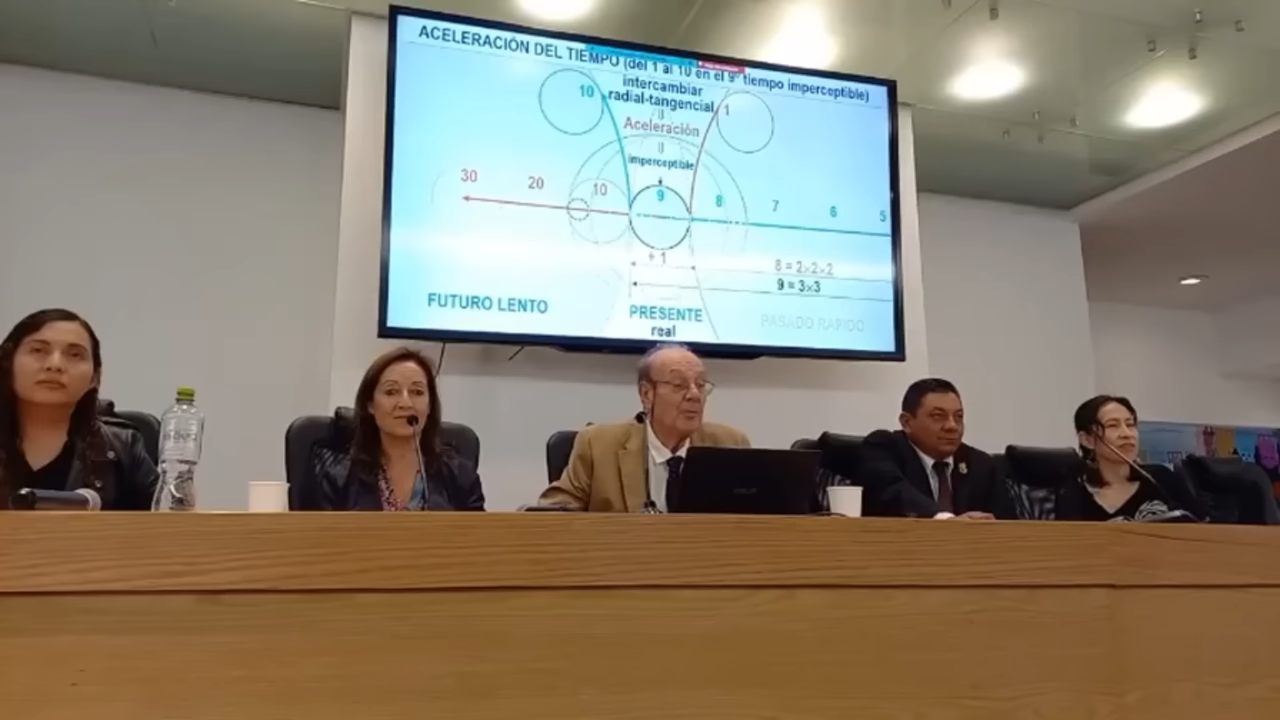 ACELERACIÓN DEL TIEMPO (del 1 al 10 en el 9º tiempo imperceptible)
intercambiar
radial-tangencial
10
1
=
Aceleración
=
imperceptible
30 20 10 9 8 7 6 5
+ 1
8 = 2×2×2
9 = 3×3
FUTURO LENTO
PRESENTE
real
PASADO RAPIDO